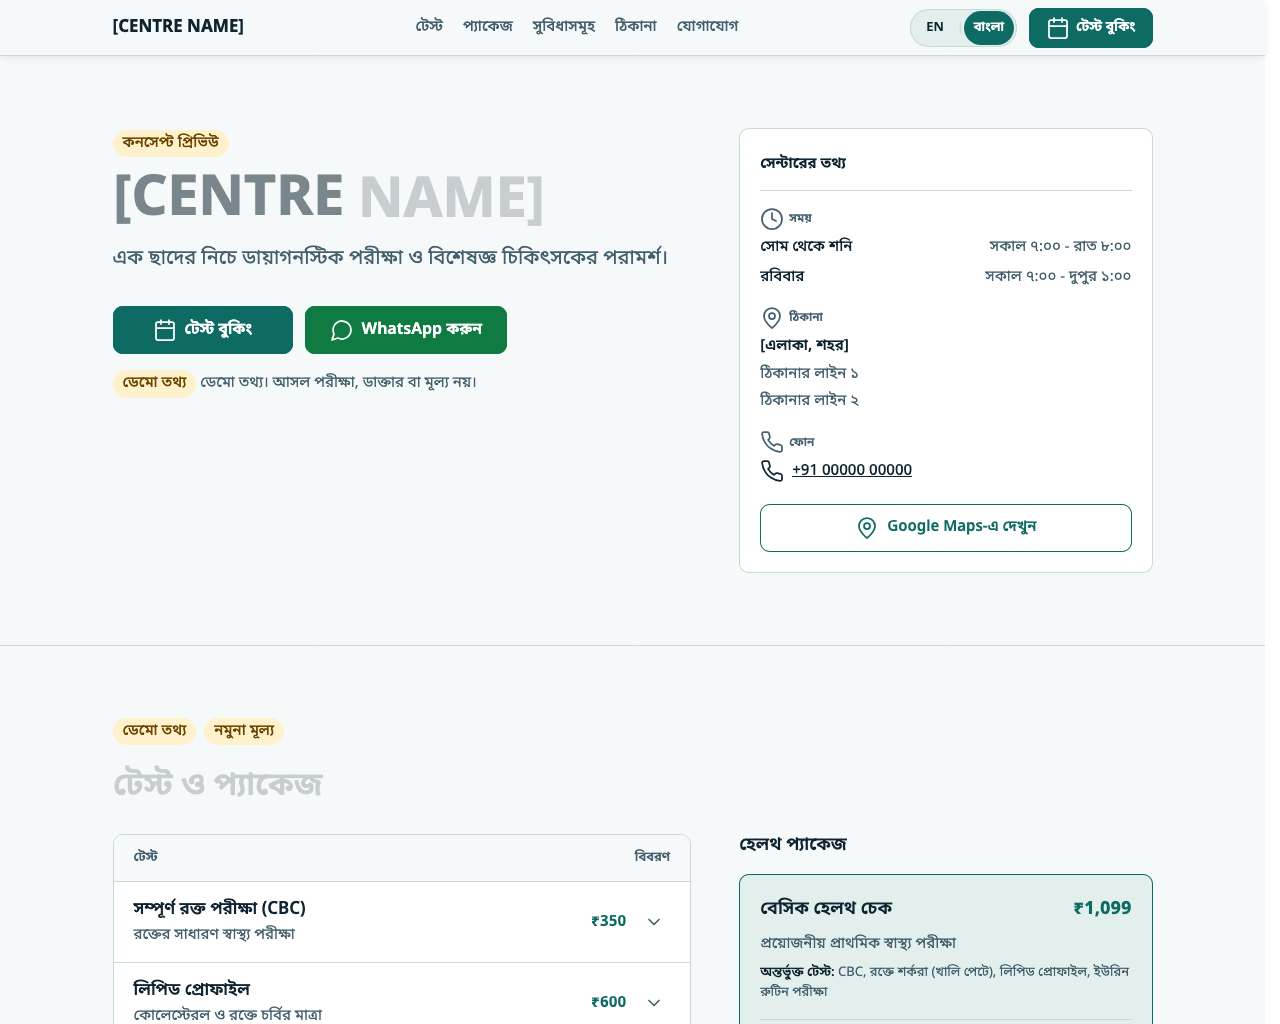 [CENTRE NAME]
টেস্ট প্যাকেজ সুবিধাসমূহ ঠিকানা যোগাযোগ
EN বাংলা
টেস্ট বুকিং
কনসেপ্ট প্রিভিউ
[CENTRE NAME]
এক ছাদের নিচে ডায়াগনস্টিক পরীক্ষা ও বিশেষজ্ঞ চিকিৎসকের পরামর্শ।
টেস্ট বুকিং
WhatsApp করুন
ডেমো তথ্য ডেমো তথ্য। আসল পরীক্ষা, ডাক্তার বা মূল্য নয়।
সেন্টারের তথ্য
সময়
সোম থেকে শনি সকাল ৭:০০ - রাত ৮:০০
রবিবার সকাল ৭:০০ - দুপুর ১:০০
ঠিকানা
[এলাকা, শহর]
ঠিকানার লাইন ১
ঠিকানার লাইন ২
ফোন
+91 00000 00000
Google Maps-এ দেখুন
ডেমো তথ্য নমুনা মূল্য
টেস্ট ও প্যাকেজ
টেস্ট বিবরণ
সম্পূর্ণ রক্ত পরীক্ষা (CBC)
রক্তের সাধারণ স্বাস্থ্য পরীক্ষা
₹350
লিপিড প্রোফাইল
কোলেস্টেরল ও রক্তে চর্বির মাত্রা
₹600
হেলথ প্যাকেজ
বেসিক হেলথ চেক ₹1,099
প্রয়োজনীয় প্রাথমিক স্বাস্থ্য পরীক্ষা
অন্তর্ভুক্ত টেস্ট: CBC, রক্তে শর্করা (খালি পেটে), লিপিড প্রোফাইল, ইউরিন
রুটিন পরীক্ষা